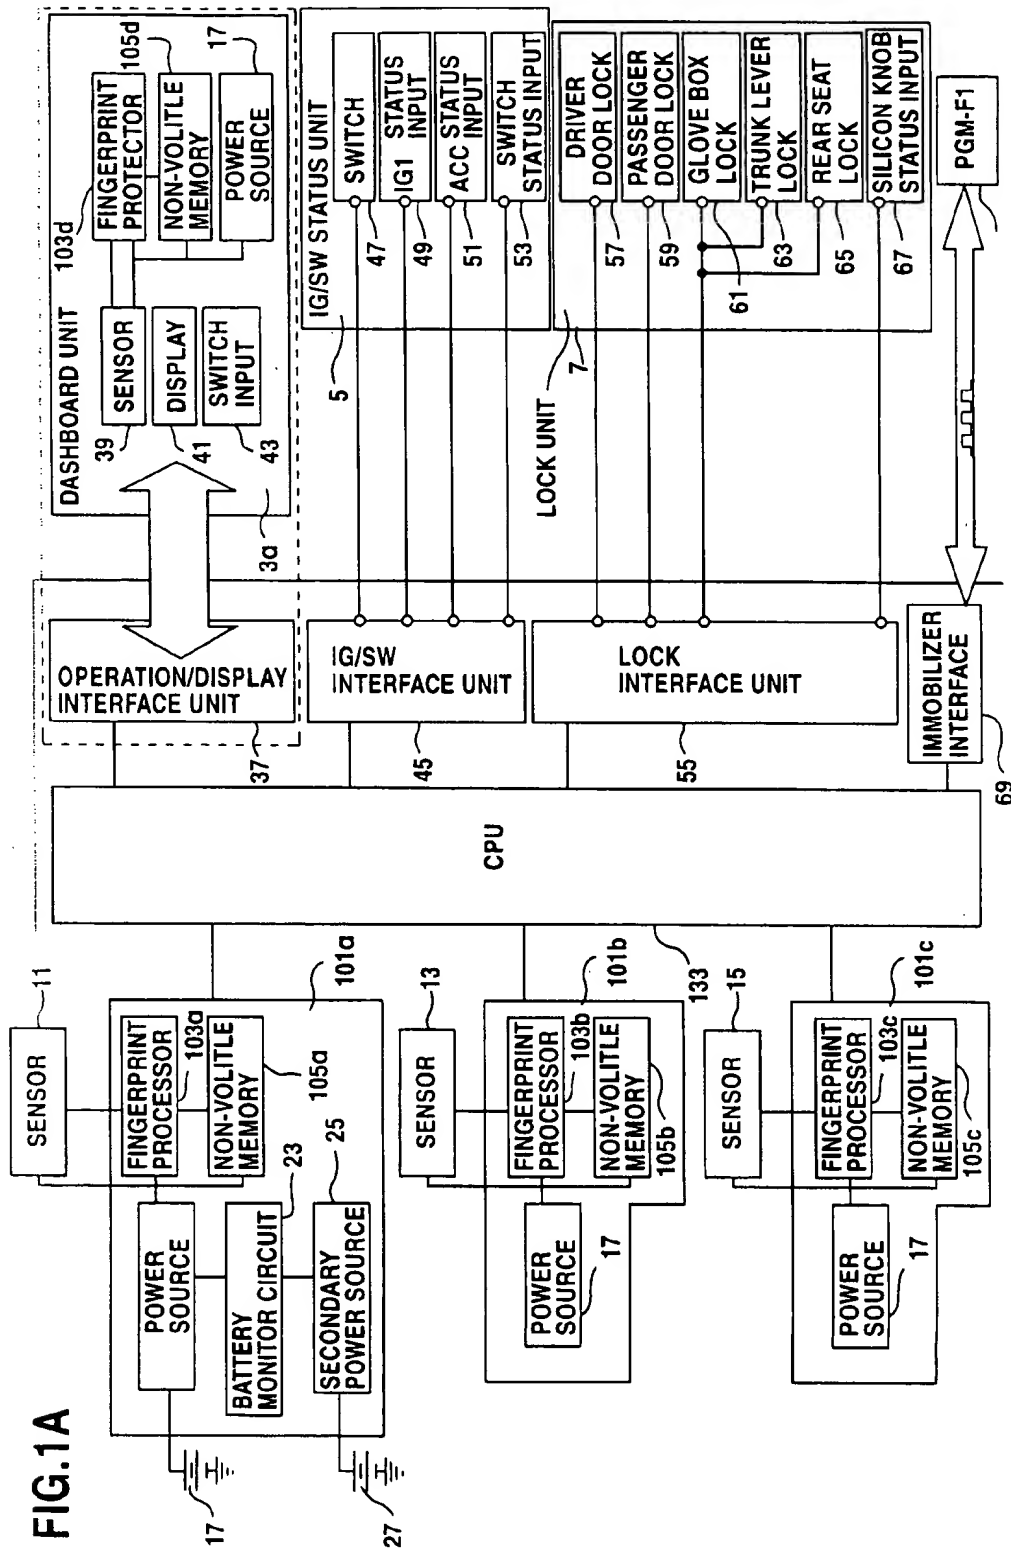 FIG.1A
11
SENSOR
FINGERPRINT
PROCESSOR
103a
NON-VOLITLE
MEMORY
105a
101a
POWER
SOURCE
BATTERY
MONITOR CIRCUIT
23
SECONDARY
POWER SOURCE
25
17
27
13
SENSOR
FINGERPRINT
PROCESSOR
103b
NON-VOLITLE
MEMORY
105b
101b
POWER
SOURCE
17
133
15
SENSOR
FINGERPRINT
PROCESSOR
103c
NON-VOLITLE
MEMORY
105c
101c
POWER
SOURCE
17
CPU
OPERATION/DISPLAY
INTERFACE UNIT
37
IG/SW
INTERFACE UNIT
45
LOCK
INTERFACE UNIT
55
IMMOBILIZER
INTERFACE
69
DASHBOARD UNIT
3a
SENSOR
39
DISPLAY
41
SWITCH
INPUT
43
103d
FINGERPRINT
PROTECTOR
105d
NON-VOLITLE
MEMORY
17
POWER
SOURCE
IG/SW STATUS UNIT
5
SWITCH
47
IG1 STATUS
INPUT
49
ACC STATUS
INPUT
51
SWITCH
STATUS INPUT
53
LOCK UNIT
7
DRIVER
DOOR LOCK
57
PASSENGER
DOOR LOCK
59
GLOVE BOX
LOCK
61
TRUNK LEVER
LOCK
63
REAR SEAT
LOCK
65
SILICON KNOB
STATUS INPUT
67
PGM-F1